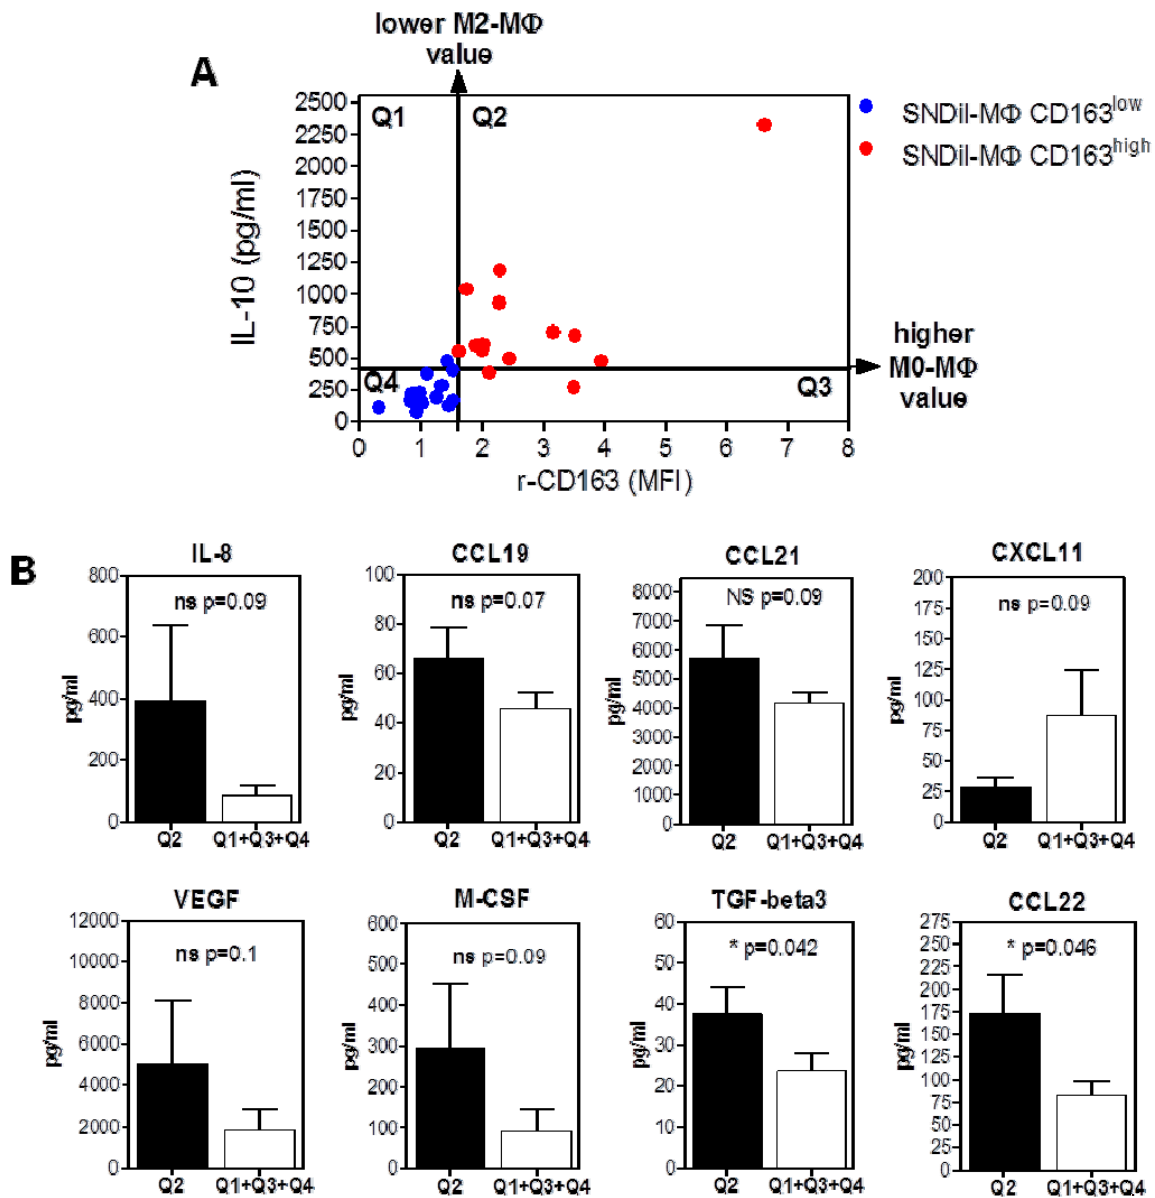 lower M2-MΦ
value
A
Q1
Q2
Q3
Q4
2500
2250
2000
1750
1500
1250
1000
750
500
250
0
IL-10 (pg/ml)
0 1 2 3 4 5 6 7 8
r-CD163 (MFI)
SNDil-MΦ CD163low
SNDil-MΦ CD163high
higher
M0-MΦ
value
B
IL-8
800
600
400
200
0
pg/ml
ns p=0.09
Q2 Q1+Q3+Q4
CCL19
100
80
60
40
20
0
pg/ml
ns p=0.07
Q2 Q1+Q3+Q4
CCL21
8000
7000
6000
5000
4000
3000
2000
1000
0
pg/ml
NS p=0.09
Q2 Q1+Q3+Q4
CXCL11
200
175
150
125
100
75
50
25
0
pg/ml
ns p=0.09
Q2 Q1+Q3+Q4
VEGF
12000
10000
8000
6000
4000
2000
0
pg/ml
ns p=0.1
Q2 Q1+Q3+Q4
M-CSF
600
500
400
300
200
100
0
pg/ml
ns p=0.09
Q2 Q1+Q3+Q4
TGF-beta3
60
50
40
30
20
10
0
pg/ml
* p=0.042
Q2 Q1+Q3+Q4
CCL22
275
250
225
200
175
150
125
100
75
50
25
0
pg/ml
* p=0.046
Q2 Q1+Q3+Q4